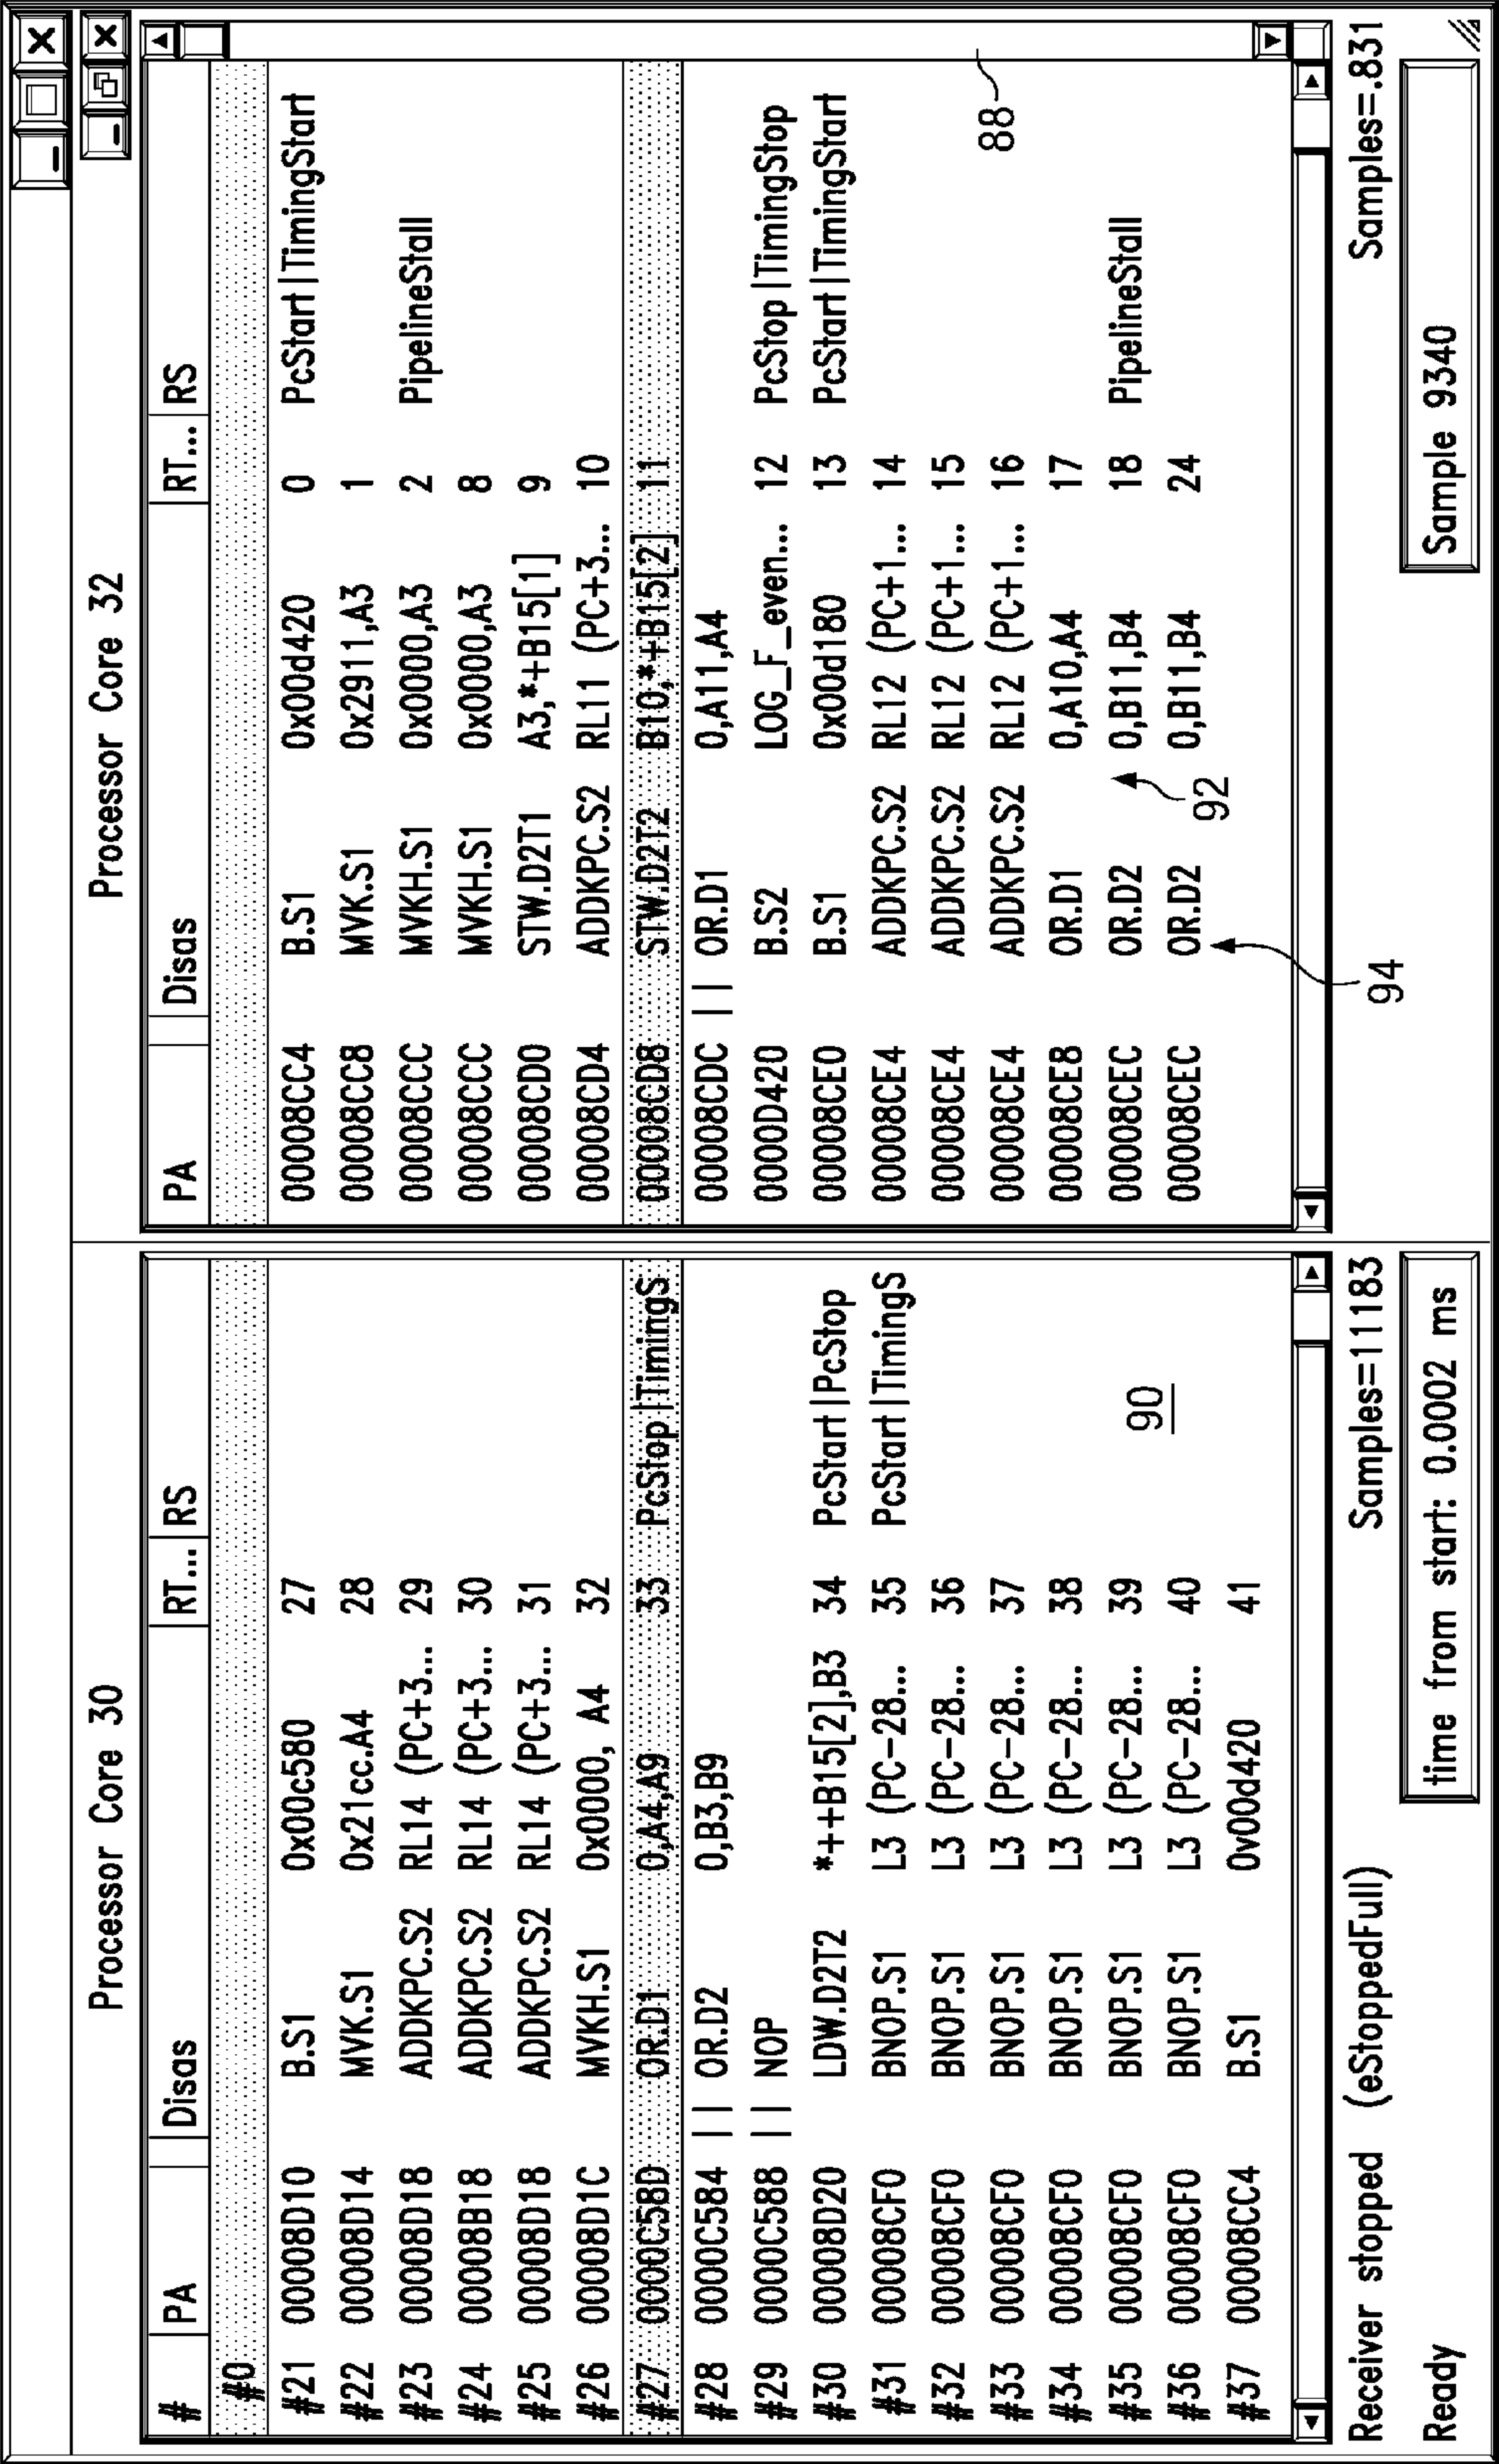 Processor Core 30 Processor Core 32
# PA Disas RT... RS PA Disas RT... RS
#0
#21 00008D10 B.S1 0x00c580 27 00008CC4 B.S1 0x00d420 0 PcStart|TimingStart
#22 00008D14 MVK.S1 0x21cc.A4 28 00008CC8 MVK.S1 0x2911,A3 1
#23 00008D18 ADDKPC.S2 RL14 (PC+3... 29 00008CCC MVKH.S1 0x0000,A3 2 PipelineStall
#24 00008B18 ADDKPC.S2 RL14 (PC+3... 30 00008CCC MVKH.S1 0x0000,A3 8
#25 00008D18 ADDKPC.S2 RL14 (PC+3... 31 00008CD0 STW.D2T1 A3,*+B15[1] 9
#26 00008D1C MVKH.S1 0x0000, A4 32 00008CD4 ADDKPC.S2 RL11 (PC+3... 10
#27 0000C58D OR.D1 0,A4,A9 33 PcStop|TimingS 00008CD8 STW.D2T2 B10,*+B15[2] 11
#28 0000C584 || OR.D2 0,B3,B9 00008CDC || OR.D1 0,A11,A4
#29 0000C588 || NOP 0000D420 B.S2 LOG_F_even... 12 PcStop|TimingStop
#30 00008D20 LDW.D2T2 *++B15[2],B3 34 PcStart|PcStop 00008CE0 B.S1 0x00d180 13 PcStart|TimingStart
#31 00008CF0 BNOP.S1 L3 (PC-28... 35 PcStart|TimingS 00008CE4 ADDKPC.S2 RL12 (PC+1... 14
#32 00008CF0 BNOP.S1 L3 (PC-28... 36 00008CE4 ADDKPC.S2 RL12 (PC+1... 15
#33 00008CF0 BNOP.S1 L3 (PC-28... 37 00008CE4 ADDKPC.S2 RL12 (PC+1... 16
#34 00008CF0 BNOP.S1 L3 (PC-28... 38 00008CE8 OR.D1 0,A10,A4 17
#35 00008CF0 BNOP.S1 L3 (PC-28... 39 00008CEC OR.D2 0,B11,B4 18 PipelineStall
#36 00008CF0 BNOP.S1 L3 (PC-28... 40 00008CEC OR.D2 0,B11,B4 24
#37 00008CC4 B.S1 0v00d420 41
90 92 88
94
Receiver stopped (eStoppedFull) Samples=11183 Samples=.831
Ready time from start: 0.0002 ms Sample 9340